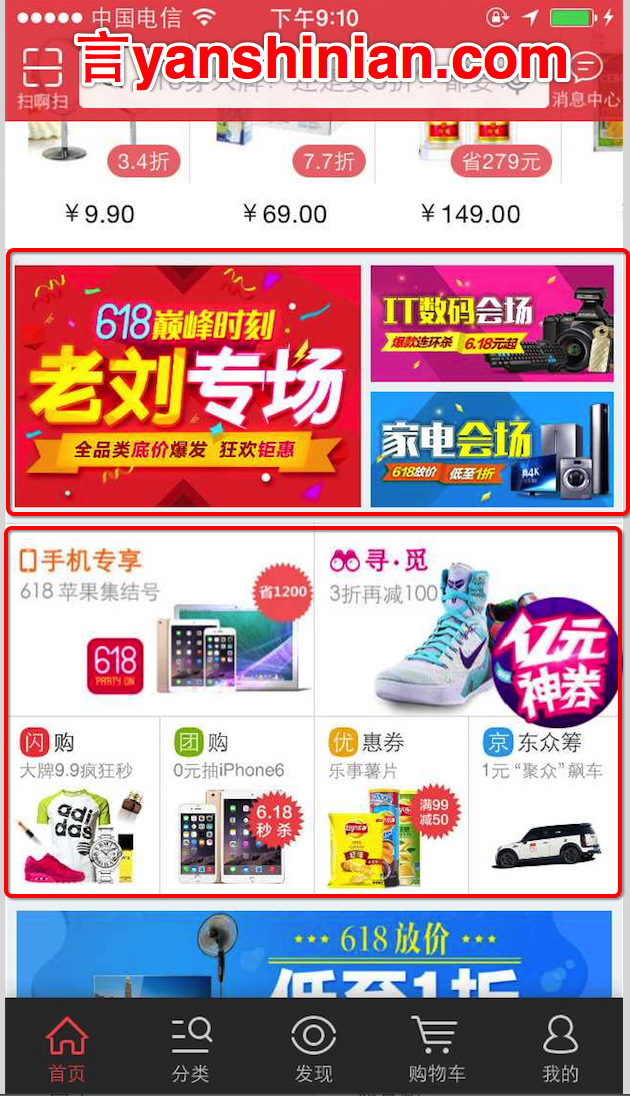 中国电信
下午9:10
言yanshinian.com
扫啊扫
消息中心
3.4折
7.7折
省279元
￥9.90
￥69.00
￥149.00
618巅峰时刻
老刘专场
全品类底价爆发 狂欢钜惠
IT数码会场
爆款连环杀 6.18元起
家电会场
618放价 低至1折
手机专享
618 苹果集结号
省1200
618
PARTY ON
寻·觅
3折再减100
亿元
神券
闪购
大牌9.9疯狂秒
adi
das
团购
0元抽iPhone6
6.18
秒杀
优惠券
乐事薯片
满99
减50
京东众筹
1元“聚众”飙车
618放价
低至1折
首页
分类
发现
购物车
我的